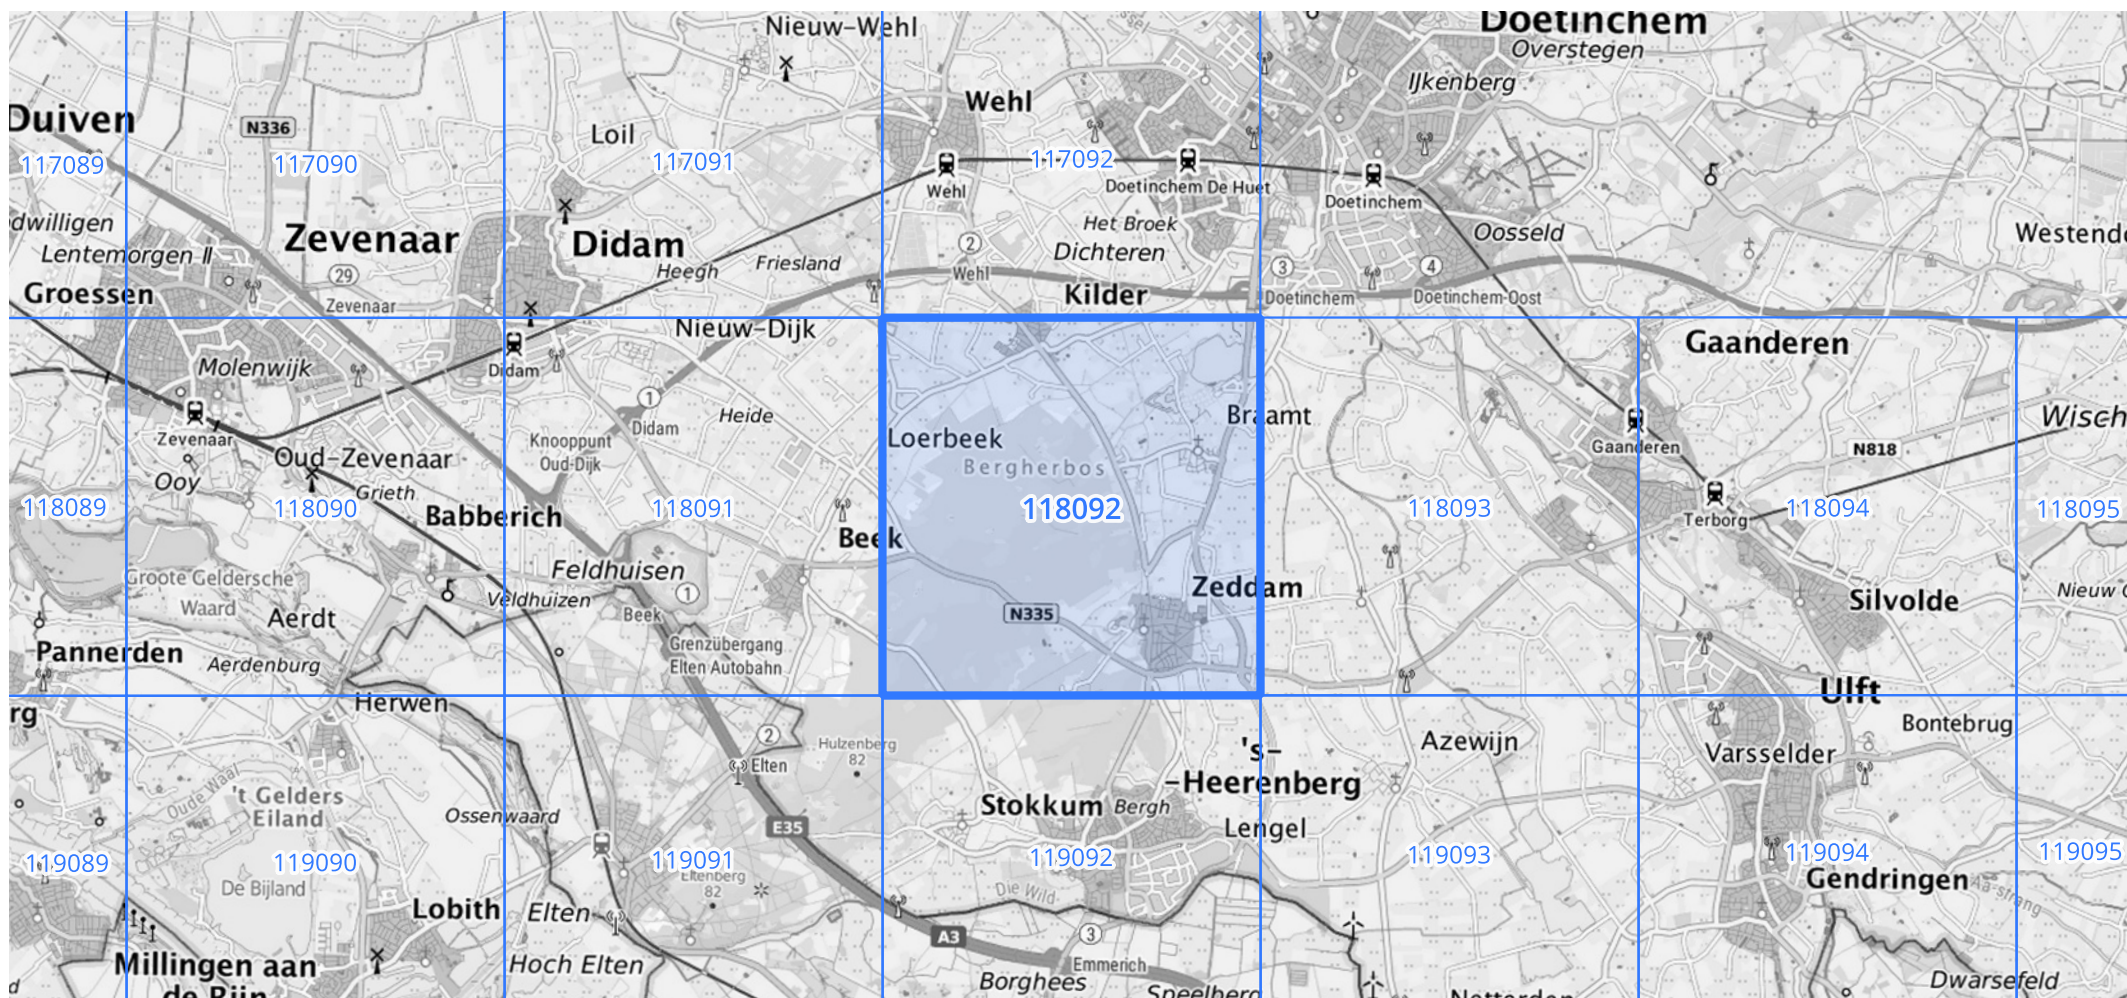 Nieuw-Wehl
Doetinchem
Overstegen
IJkenberg
Duiven
N336
Loil
Wehl
117089
117090
117091
117092
Wehl
Doetinchem De Huet
Doetinchem
dwilligen
Lentemorgen II
Zevenaar
Didam
Heegh
Friesland
Het Broek
Dichteren
Oosseld
Westend
2
29
Zevenaar
Wehl
3
4
Groessen
Kilder
Doetinchem
Doetinchem-Oost
Nieuw-Dijk
Gaanderen
Molenwijk
Didam
1
Didam
Heide
Braamt
Wisch
Zevenaar
Knooppunt
Oud-Dijk
Loerbeek
Bergherbos
Gaanderen
N818
Oud-Zevenaar
Ooy
Grieth
118089
118090
118091
118092
118093
118094
118095
Babberich
Beek
Terborg
Feldhuisen
Groote Geldersche
Waard
Veldhuizen
1
Zeddam
Nieuw
Aerdt
Beek
N335
Silvolde
Pannerden
Aerdenburg
Grenzübergang
Elten Autobahn
Herwen
Ulft
rg
Bontebrug
2
Hulzenberg
82
's-
-Heerenberg
Azewijn
Varsselder
Elten
Oude Waal
't Gelders
Eiland
Ossenwaard
E35
Stokkum
Bergh
Lengel
119089
119090
119091
119092
119093
119094
119095
De Bijland
Eltenberg
82
Die Wild
Gendringen
Aa-strang
Lobith
Elten
A3
3
Millingen aan
de Rijn
Hoch Elten
Emmerich
Borghees
Speelberg
Netterden
Dwarsefeld
d